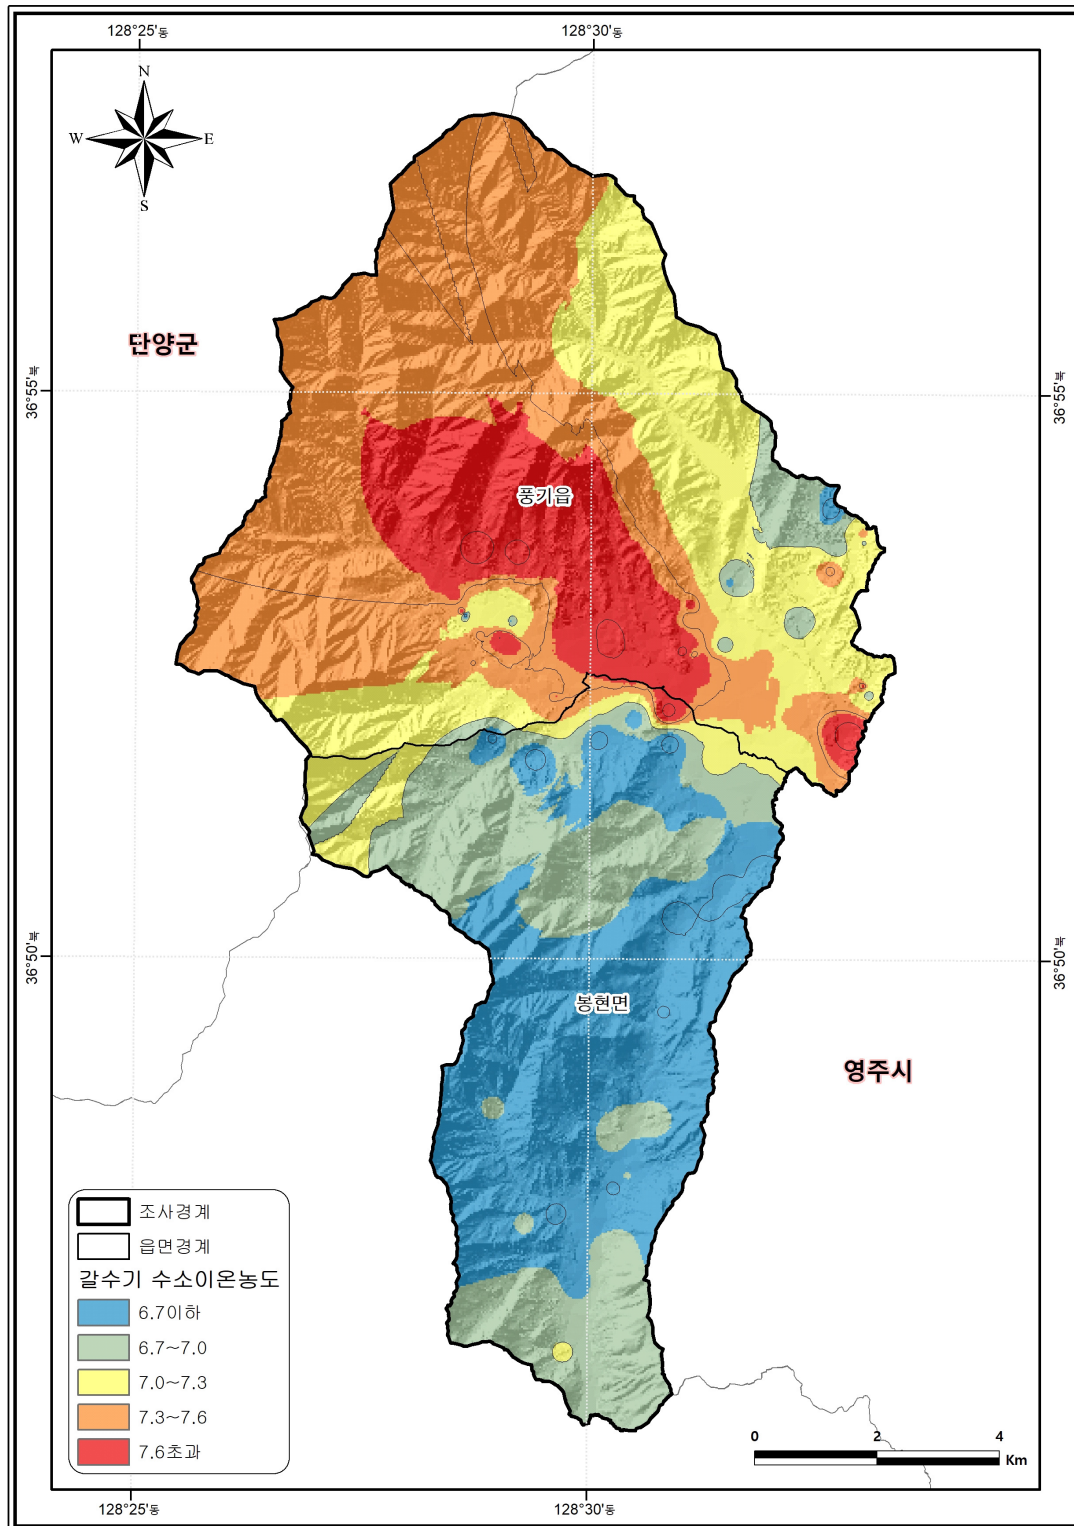 128°25'동
128°30'동
N
W
E
S
단양군
36°55'북
36°55'북
풍기읍
36°50'북
36°50'북
봉현면
영주시
조사경계
읍면경계
갈수기 수소이온농도
6.7이하
6.7~7.0
7.0~7.3
7.3~7.6
7.6초과
0 2 4
Km
128°25'동
128°30'동